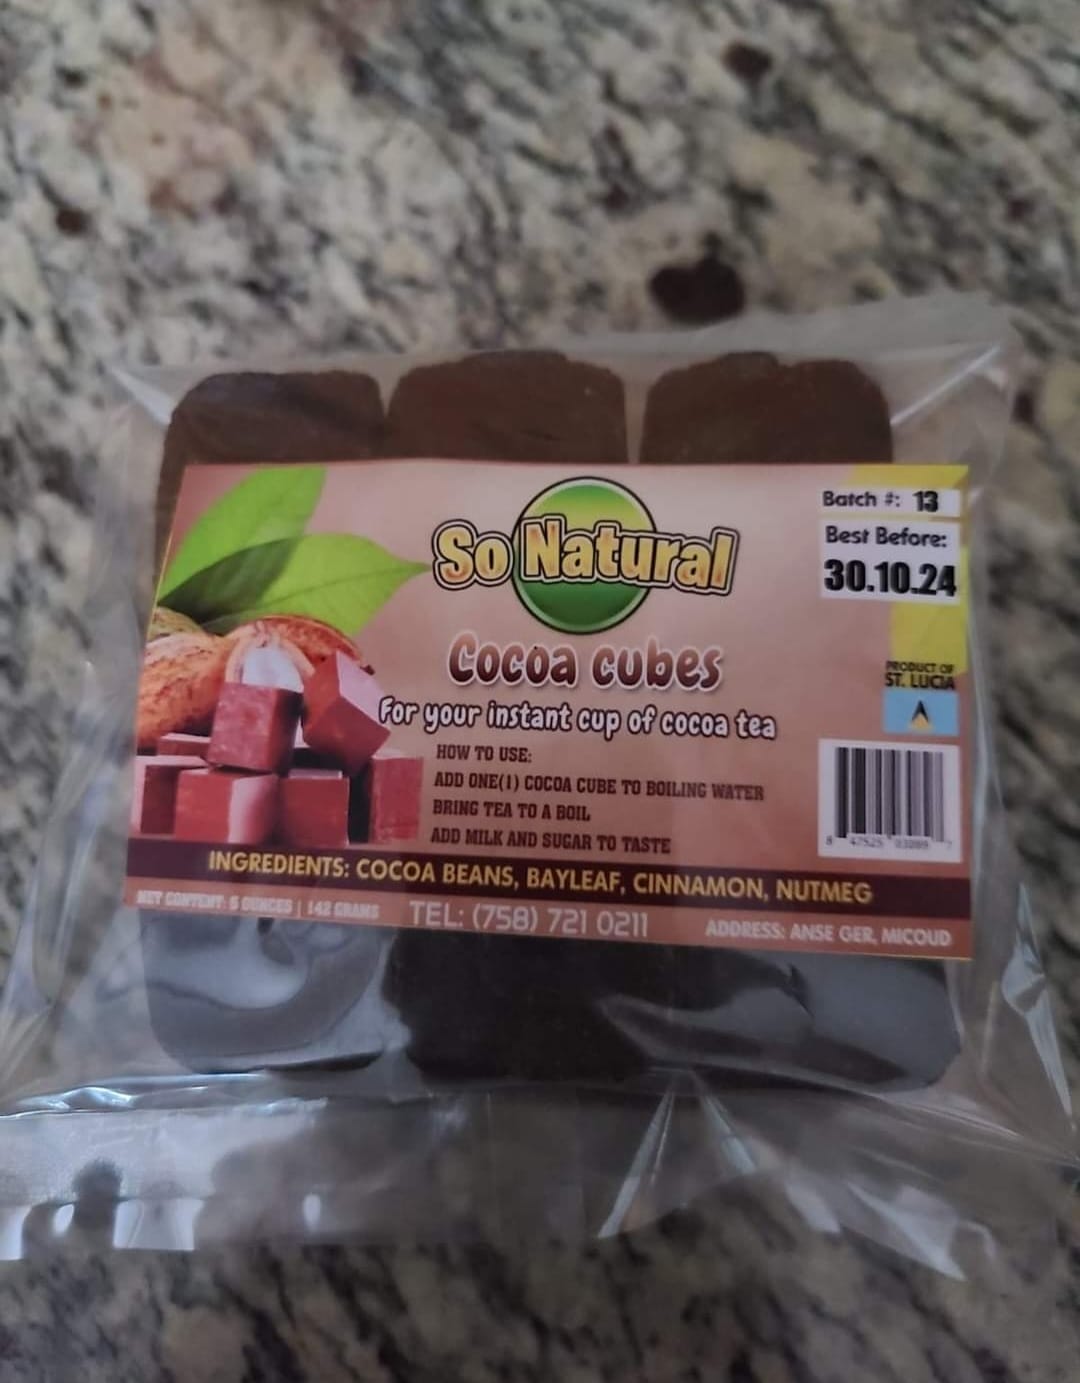 So Natural
Batch #: 13
Best Before:
30.10.24
Cocoa cubes
For your instant cup of cocoa tea
PRODUCT OF
ST. LUCIA
HOW TO USE:
ADD ONE(1) COCOA CUBE TO BOILING WATER
BRING TEA TO A BOIL
ADD MILK AND SUGAR TO TASTE
INGREDIENTS: COCOA BEANS, BAYLEAF, CINNAMON, NUTMEG
NET CONTENT: 5 OUNCES | 142 GRAMS
TEL: (758) 721 0211
ADDRESS: ANSE GER, MICOUD